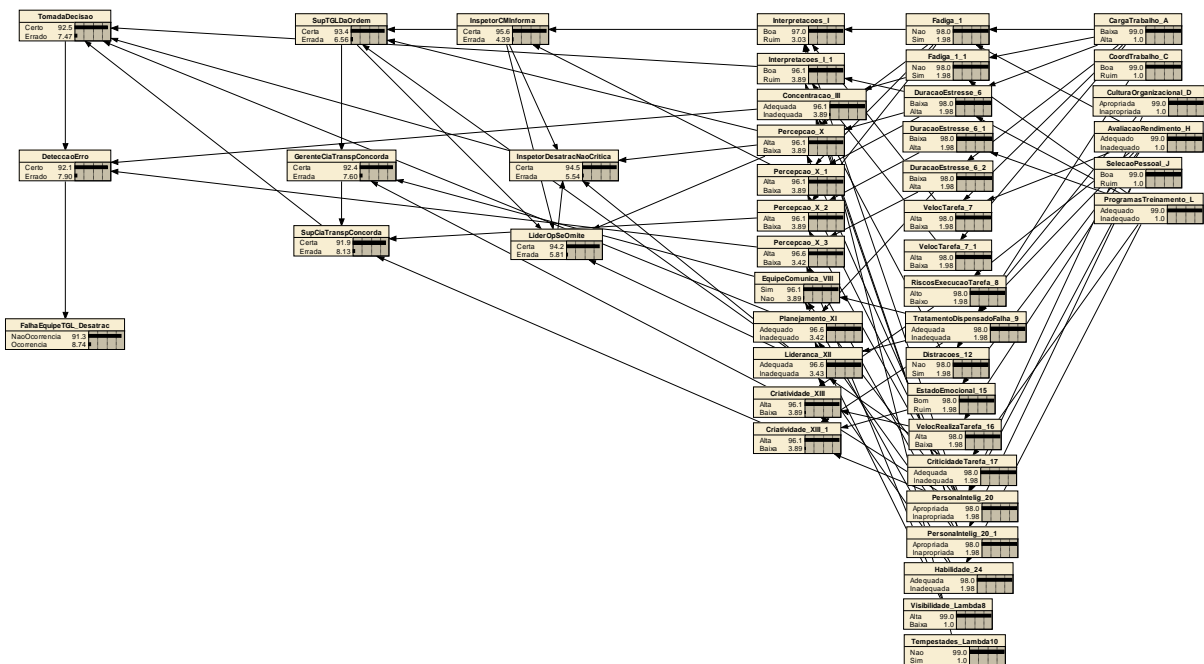 TomadaDecisao
Certo 92.5
Errado 7.47
DeteccaoErro
Certo 92.1
Errado 7.90
FalhaEquipeTGL_Desatrac
NaoOcorrencia 91.3
Ocorrencia 8.74
SupTGLDaOrdem
Certa 93.4
Errada 6.56
GerenteCiaTranspConcorda
Certa 92.4
Errada 7.60
SupCiaTranspConcorda
Certa 91.9
Errada 8.13
InspetorCMInforma
Certa 95.6
Errada 4.39
InspetorDesatracNaoCritica
Certa 94.5
Errada 5.54
LiderOpSeOmite
Certa 94.2
Errada 5.81
Interpretacoes_I
Boa 97.0
Ruim 3.03
Interpretacoes_I_1
Boa 96.1
Ruim 3.89
Concentracao_III
Adequada 96.1
Inadequada 3.89
Percepcao_X
Alta 96.1
Baixa 3.89
Percepcao_X_1
Alta 96.1
Baixa 3.89
Percepcao_X_2
Alta 96.1
Baixa 3.89
Percepcao_X_3
Alta 96.6
Baixa 3.42
EquipeComunica_VIII
Sim 96.1
Nao 3.89
Planejamento_XI
Adequado 96.6
Inadequado 3.42
Lideranca_XII
Adequada 96.6
Inadequada 3.43
Criatividade_XIII
Alta 96.1
Baixa 3.89
Criatividade_XIII_1
Alta 96.1
Baixa 3.89
Fadiga_1
Nao 98.0
Sim 1.98
Fadiga_1_1
Nao 98.0
Sim 1.98
DuracaoEstresse_6
Baixa 98.0
Alta 1.98
DuracaoEstresse_6_1
Baixa 98.0
Alta 1.98
DuracaoEstresse_6_2
Baixa 98.0
Alta 1.98
VelocTarefa_7
Alta 98.0
Baixa 1.98
VelocTarefa_7_1
Alta 98.0
Baixa 1.98
RiscosExecucaoTarefa_8
Alto 98.0
Baixo 1.98
TratamentoDispensadoFalha_9
Adequada 98.0
Inadequada 1.98
Distracoes_12
Nao 98.0
Sim 1.98
EstadoEmocional_15
Bom 98.0
Ruim 1.98
VelocRealizaTarefa_16
Alta 98.0
Baixa 1.98
CriticidadeTarefa_17
Adequada 98.0
Inadequada 1.98
PersonaIntelig_20
Apropriada 98.0
Inapropriada 1.98
PersonaIntelig_20_1
Apropriada 98.0
Inapropriada 1.98
Habilidade_24
Adequada 98.0
Inadequada 1.98
Visibilidade_Lambda8
Alta 99.0
Baixa 1.0
Tempestades_Lambda10
Nao 99.0
Sim 1.0
CargaTrabalho_A
Baixa 99.0
Alta 1.0
CoordTrabalho_C
Boa 99.0
Ruim 1.0
CulturaOrganizacional_D
Apropriada 99.0
Inapropriada 1.0
AvaliacaoRendimento_H
Adequado 99.0
Inadequado 1.0
SelecaoPessoal_J
Boa 99.0
Ruim 1.0
ProgramasTreinamento_L
Adequado 99.0
Inadequado 1.0